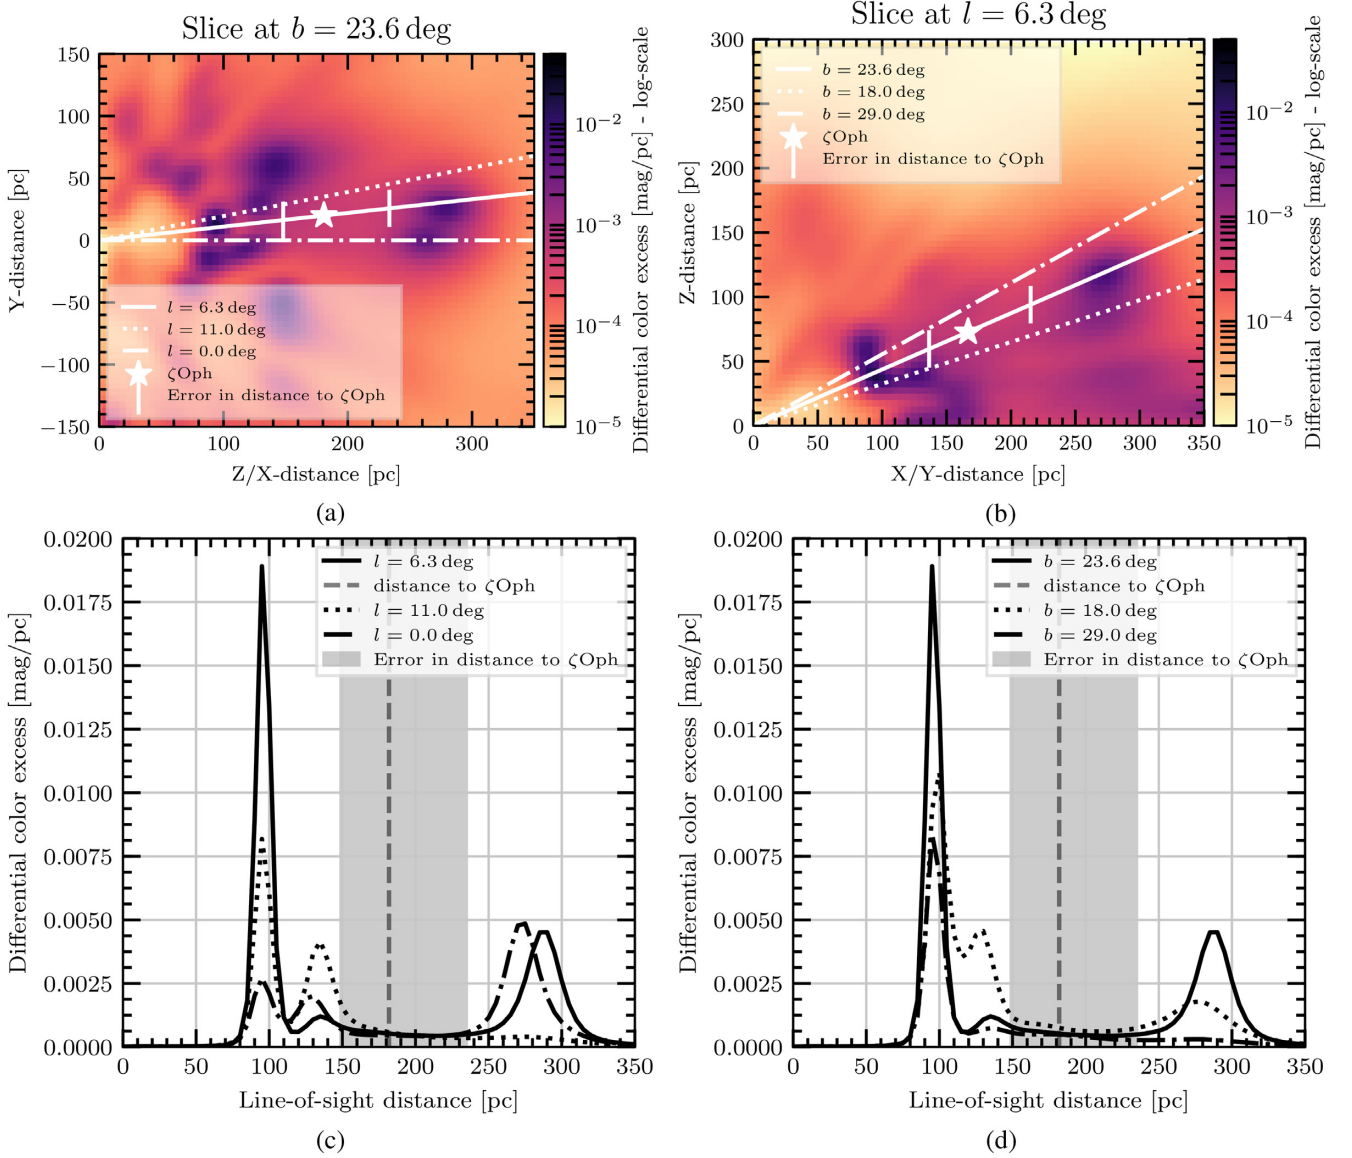 Slice at b = 23.6 deg
150
100
50
0
−50
−100
−150
Y-distance [pc]
l = 6.3 deg
l = 11.0 deg
l = 0.0 deg
ζOph
Error in distance to ζOph
0
100
200
300
Z/X-distance [pc]
10⁻²
10⁻³
10⁻⁴
10⁻⁵
Differential color excess [mag/pc] - log-scale
(a)
Slice at l = 6.3 deg
300
250
200
150
100
50
0
Z-distance [pc]
b = 23.6 deg
b = 18.0 deg
b = 29.0 deg
ζOph
Error in distance to ζOph
0
50
100
150
200
250
300
350
X/Y-distance [pc]
10⁻²
10⁻³
10⁻⁴
10⁻⁵
Differential color excess [mag/pc] - log-scale
(b)
0.0200
0.0175
0.0150
0.0125
0.0100
0.0075
0.0050
0.0025
0.0000
Differential color excess [mag/pc]
l = 6.3 deg
distance to ζOph
l = 11.0 deg
l = 0.0 deg
Error in distance to ζOph
0
50
100
150
200
250
300
350
Line-of-sight distance [pc]
(c)
0.0200
0.0175
0.0150
0.0125
0.0100
0.0075
0.0050
0.0025
0.0000
Differential color excess [mag/pc]
b = 23.6 deg
distance to ζOph
b = 18.0 deg
b = 29.0 deg
Error in distance to ζOph
0
50
100
150
200
250
300
350
Line-of-sight distance [pc]
(d)